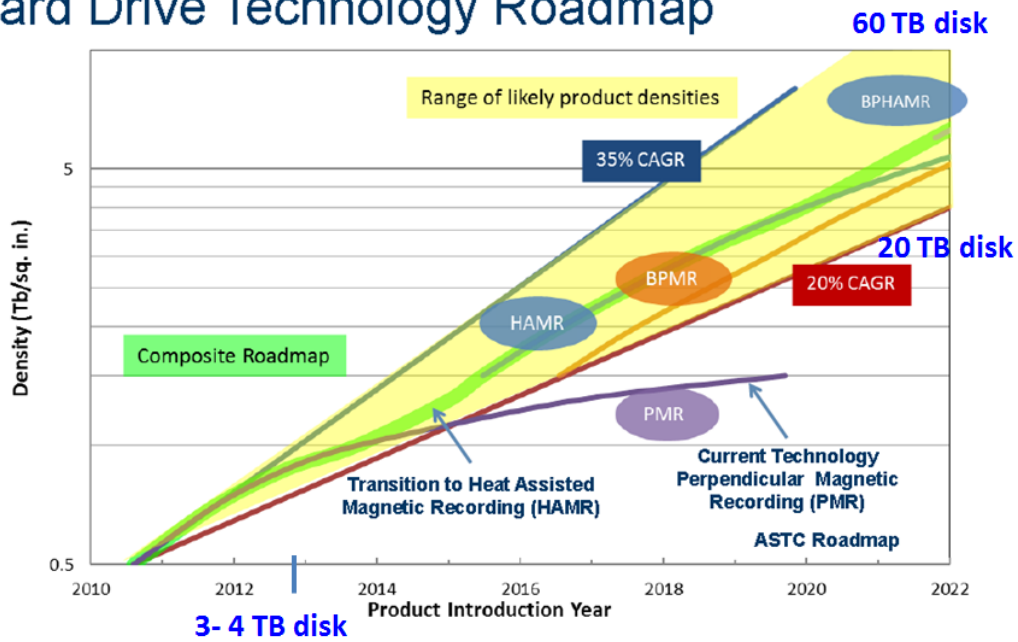 ard Drive Technology Roadmap
60 TB disk
Range of likely product densities
BPHAMR
35% CAGR
5
20 TB disk
BPMR
20% CAGR
HAMR
Density (Tb/sq. in.)
Composite Roadmap
PMR
Transition to Heat Assisted
Magnetic Recording (HAMR)
Current Technology
Perpendicular Magnetic
Recording (PMR)
ASTC Roadmap
0.5
2010 2012 2014 2016 2018 2020 2022
Product Introduction Year
3- 4 TB disk